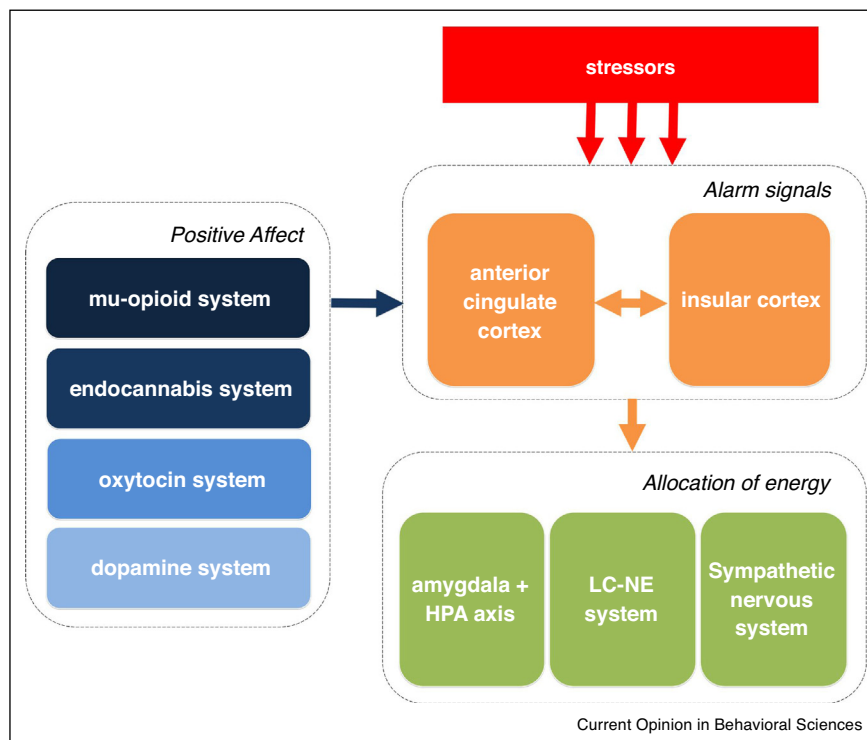 stressors
Alarm signals
anterior
cingulate
cortex
insular cortex
Positive Affect
mu-opioid system
endocannabis system
oxytocin system
dopamine system
Allocation of energy
amygdala +
HPA axis
LC-NE
system
Sympathetic
nervous
system
Current Opinion in Behavioral Sciences